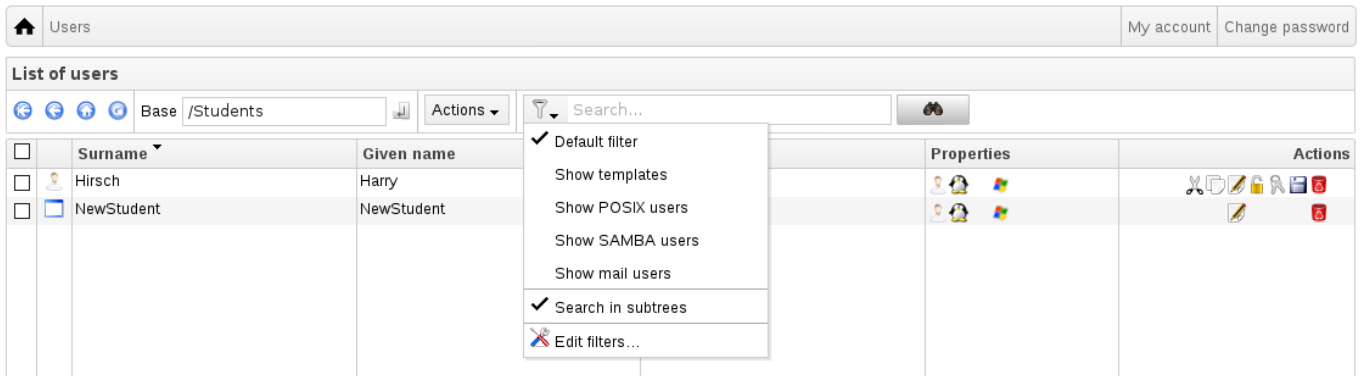 Users
My account
Change password
List of users
Base /Students
Actions
Search...
Default filter
Show templates
Show POSIX users
Show SAMBA users
Show mail users
Search in subtrees
Edit filters...
Surname Given name Properties Actions
Hirsch Harry
NewStudent NewStudent